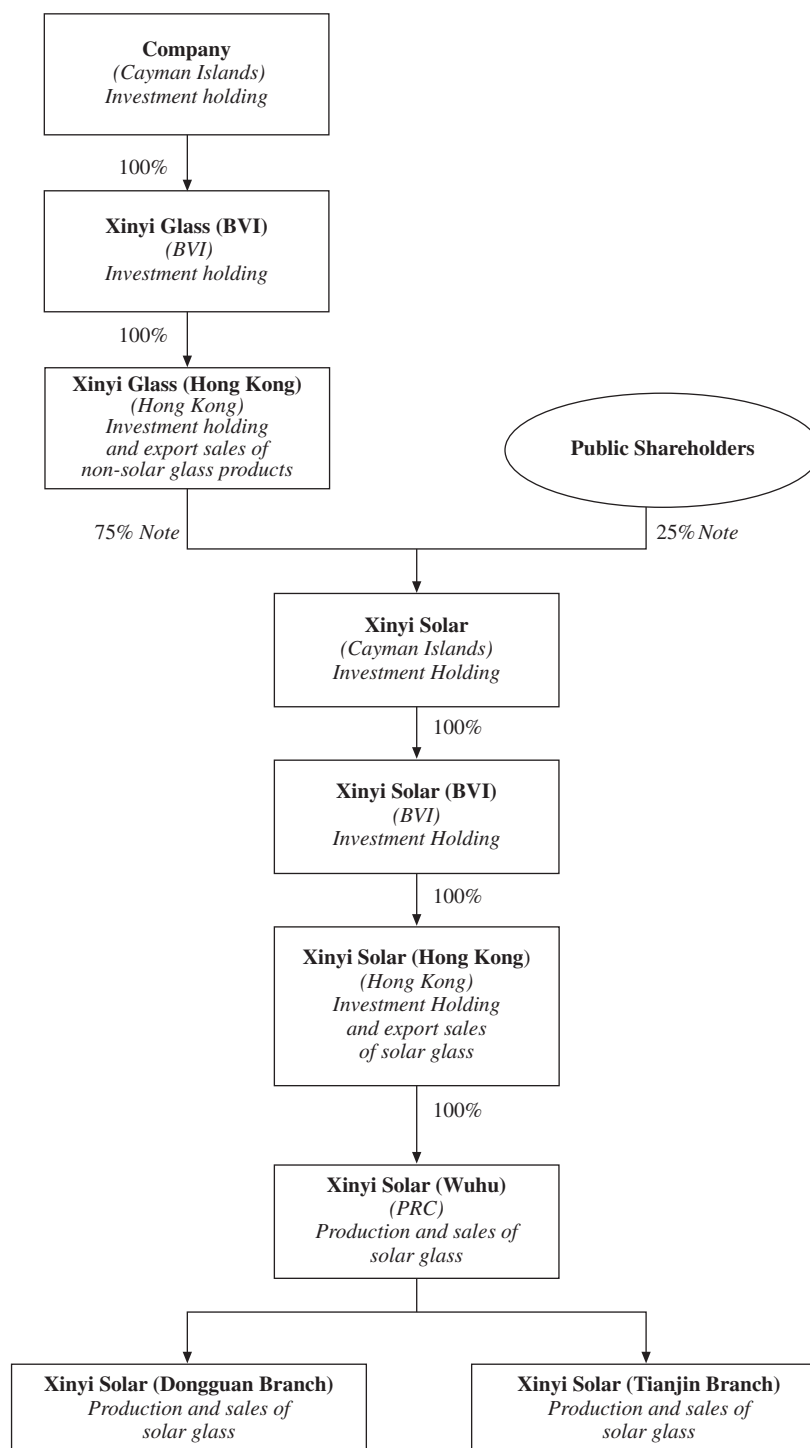 Company
(Cayman Islands)
Investment holding
100%
Xinyi Glass (BVI)
(BVI)
Investment holding
100%
Xinyi Glass (Hong Kong)
(Hong Kong)
Investment holding
and export sales of
non-solar glass products
Public Shareholders
75% Note
25% Note
Xinyi Solar
(Cayman Islands)
Investment Holding
100%
Xinyi Solar (BVI)
(BVI)
Investment Holding
100%
Xinyi Solar (Hong Kong)
(Hong Kong)
Investment Holding
and export sales
of solar glass
100%
Xinyi Solar (Wuhu)
(PRC)
Production and sales of
solar glass
Xinyi Solar (Dongguan Branch)
Production and sales of
solar glass
Xinyi Solar (Tianjin Branch)
Production and sales of
solar glass